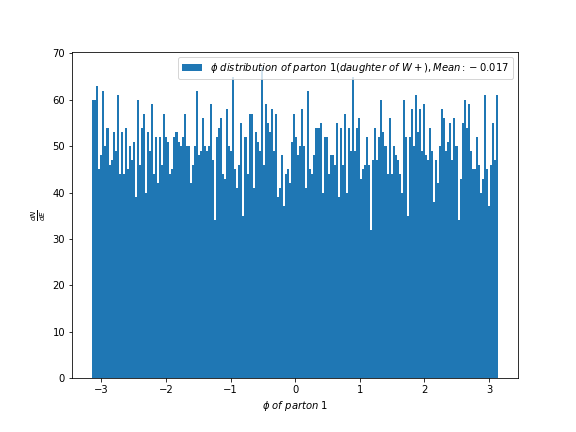 70
60
50
40
30
20
10
0
ϕ distribution of parton 1(daughter of W+), Mean: −0.017
dN
dE
−3 −2 −1 0 1 2 3
ϕ of parton 1